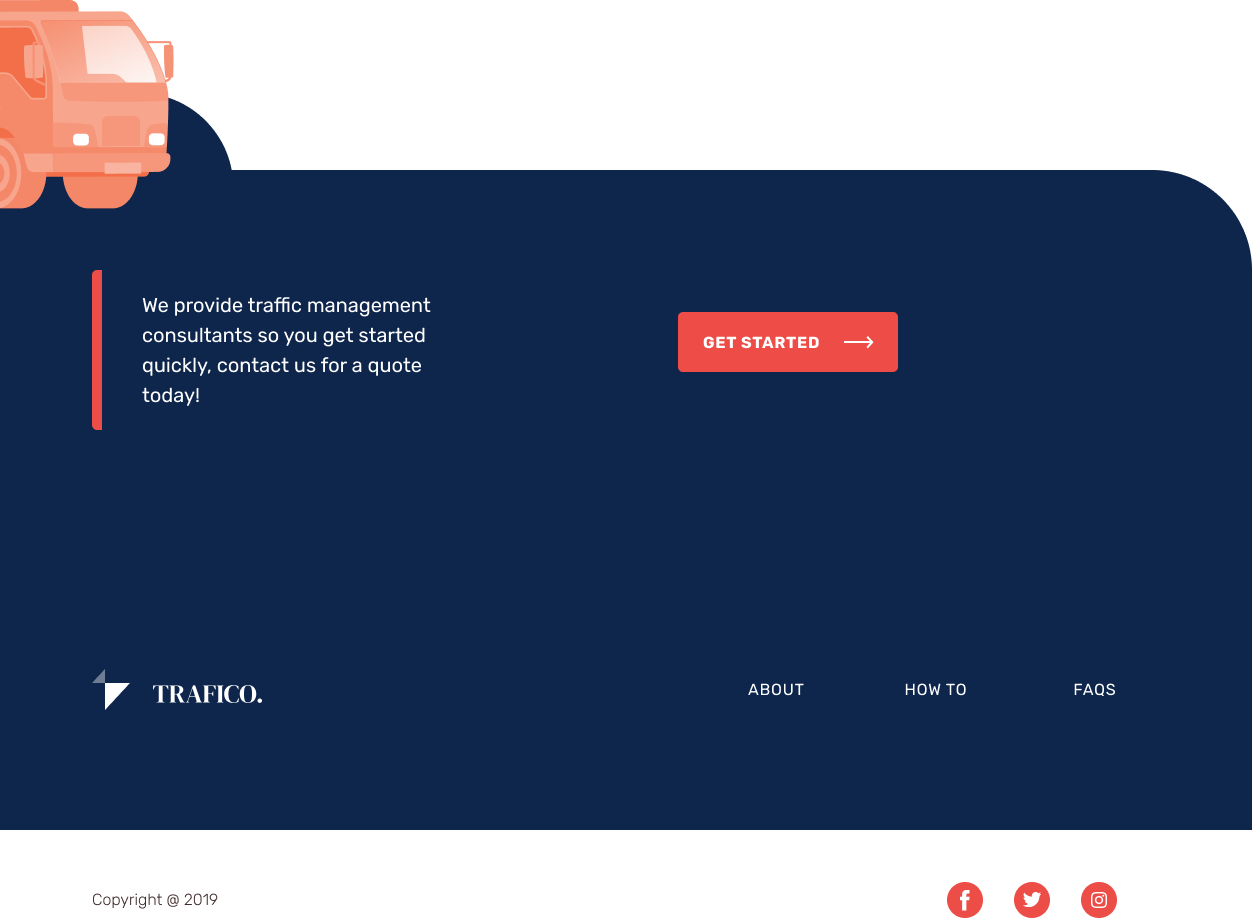 We provide traffic management
consultants so you get started
quickly, contact us for a quote
today!
GET STARTED
TRAFICO.
ABOUT
HOW TO
FAQS
Copyright @ 2019